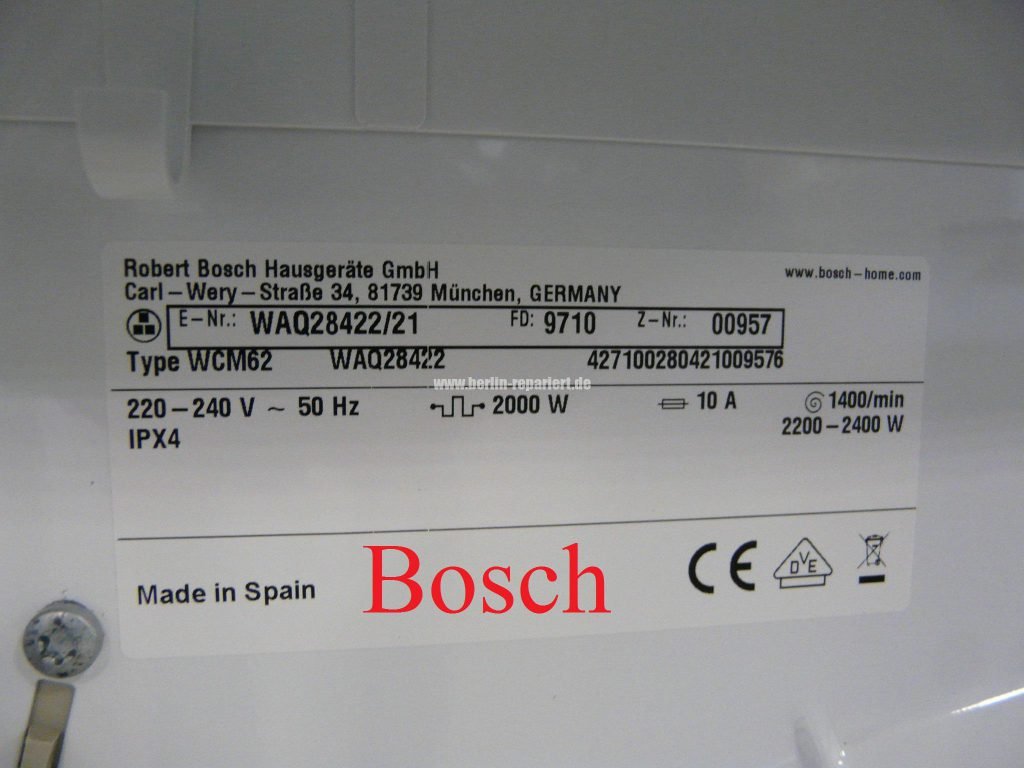 Robert Bosch Hausgeräte GmbH
www.bosch-home.com
Carl-Wery-Straße 34, 81739 München, GERMANY
E-Nr.: WAQ28422/21 FD: 9710 Z-Nr.: 00957
Type WCM62 WAQ28422 427100280421009576
www.berlin-repariert.de
220-240 V ~ 50 Hz 2000 W 10 A 1400/min
IPX4 2200-2400 W
Made in Spain Bosch CE DVE